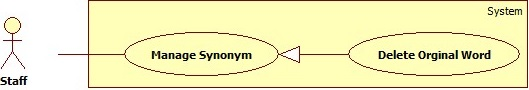 System
Manage Synonym
Delete Orginal Word
Staff